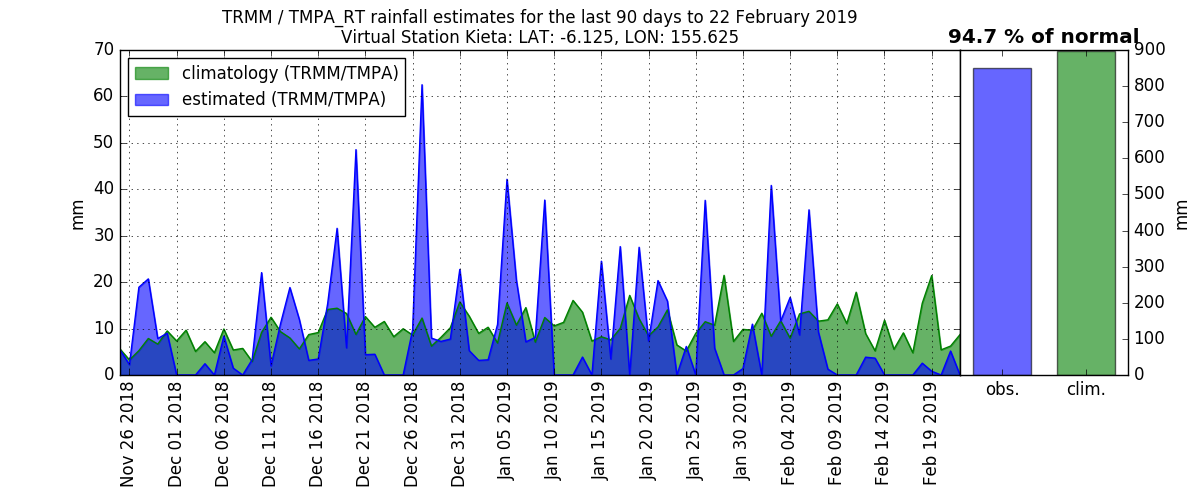 TRMM / TMPA_RT rainfall estimates for the last 90 days to 22 February 2019
Virtual Station Kieta: LAT: -6.125, LON: 155.625
94.7 % of normal
climatology (TRMM/TMPA)
estimated (TRMM/TMPA)
mm
70
60
50
40
30
20
10
0
900
800
700
600
500
400
300
200
100
0
mm
Nov 26 2018
Dec 01 2018
Dec 06 2018
Dec 11 2018
Dec 16 2018
Dec 21 2018
Dec 26 2018
Dec 31 2018
Jan 05 2019
Jan 10 2019
Jan 15 2019
Jan 20 2019
Jan 25 2019
Jan 30 2019
Feb 04 2019
Feb 09 2019
Feb 14 2019
Feb 19 2019
obs.
clim.